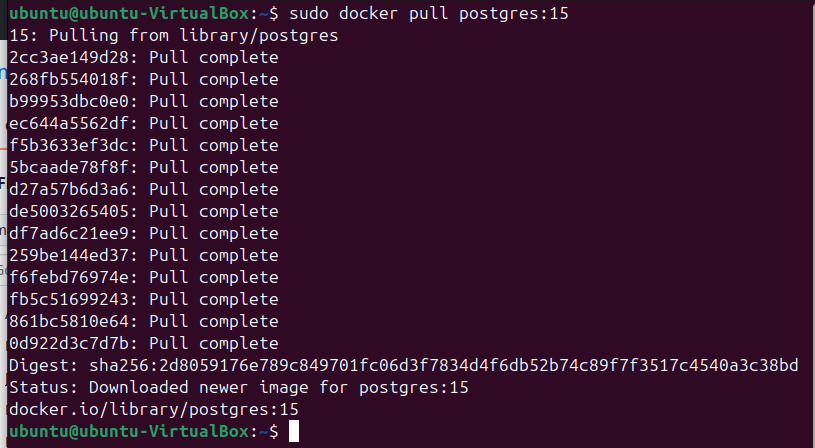 ubuntu@ubuntu-VirtualBox:~$ sudo docker pull postgres:15
15: Pulling from library/postgres
2cc3ae149d28: Pull complete
268fb554018f: Pull complete
b99953dbc0e0: Pull complete
ec644a5562df: Pull complete
f5b3633ef3dc: Pull complete
5bcaade78f8f: Pull complete
d27a57b6d3a6: Pull complete
de5003265405: Pull complete
df7ad6c21ee9: Pull complete
259be144ed37: Pull complete
f6febd76974e: Pull complete
fb5c51699243: Pull complete
861bc5810e64: Pull complete
0d922d3c7d7b: Pull complete
Digest: sha256:2d8059176e789c849701fc06d3f7834d4f6db52b74c89f7f3517c4540a3c38bd
Status: Downloaded newer image for postgres:15
docker.io/library/postgres:15
ubuntu@ubuntu-VirtualBox:~$